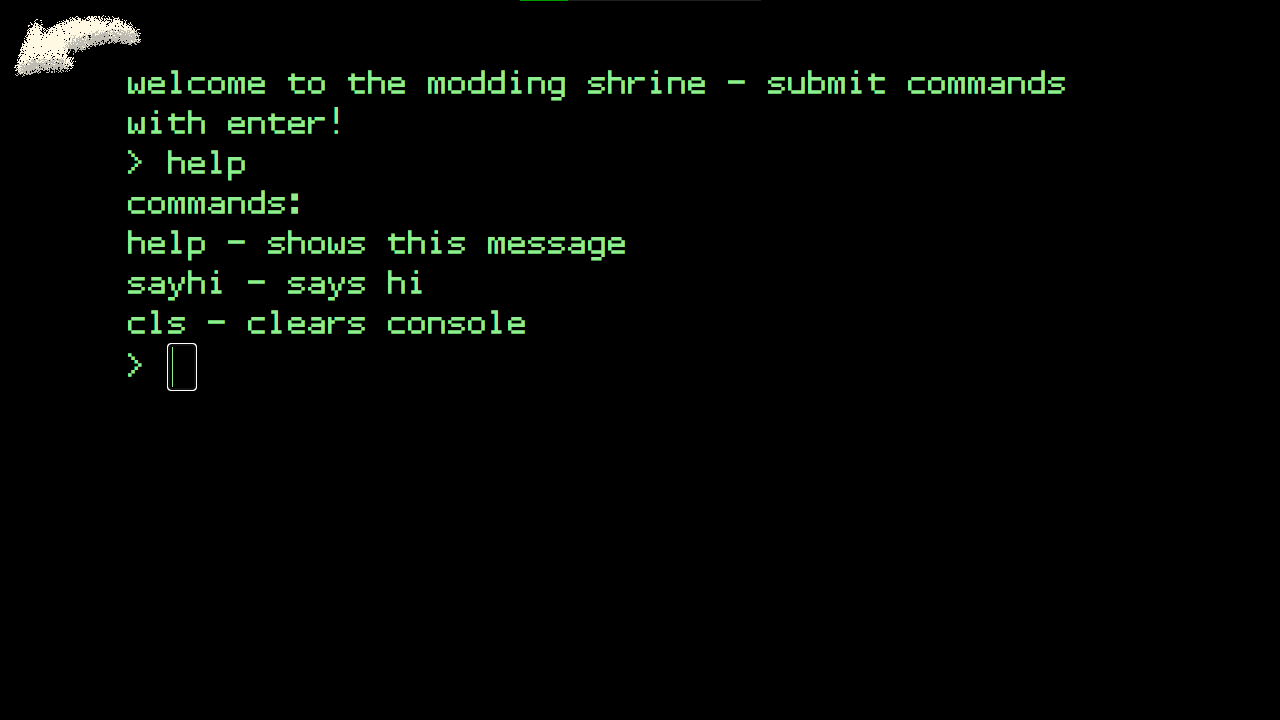 welcome to the modding shrine - submit commands
with enter!
> help
commands:
help - shows this message
sayhi - says hi
cls - clears console
>